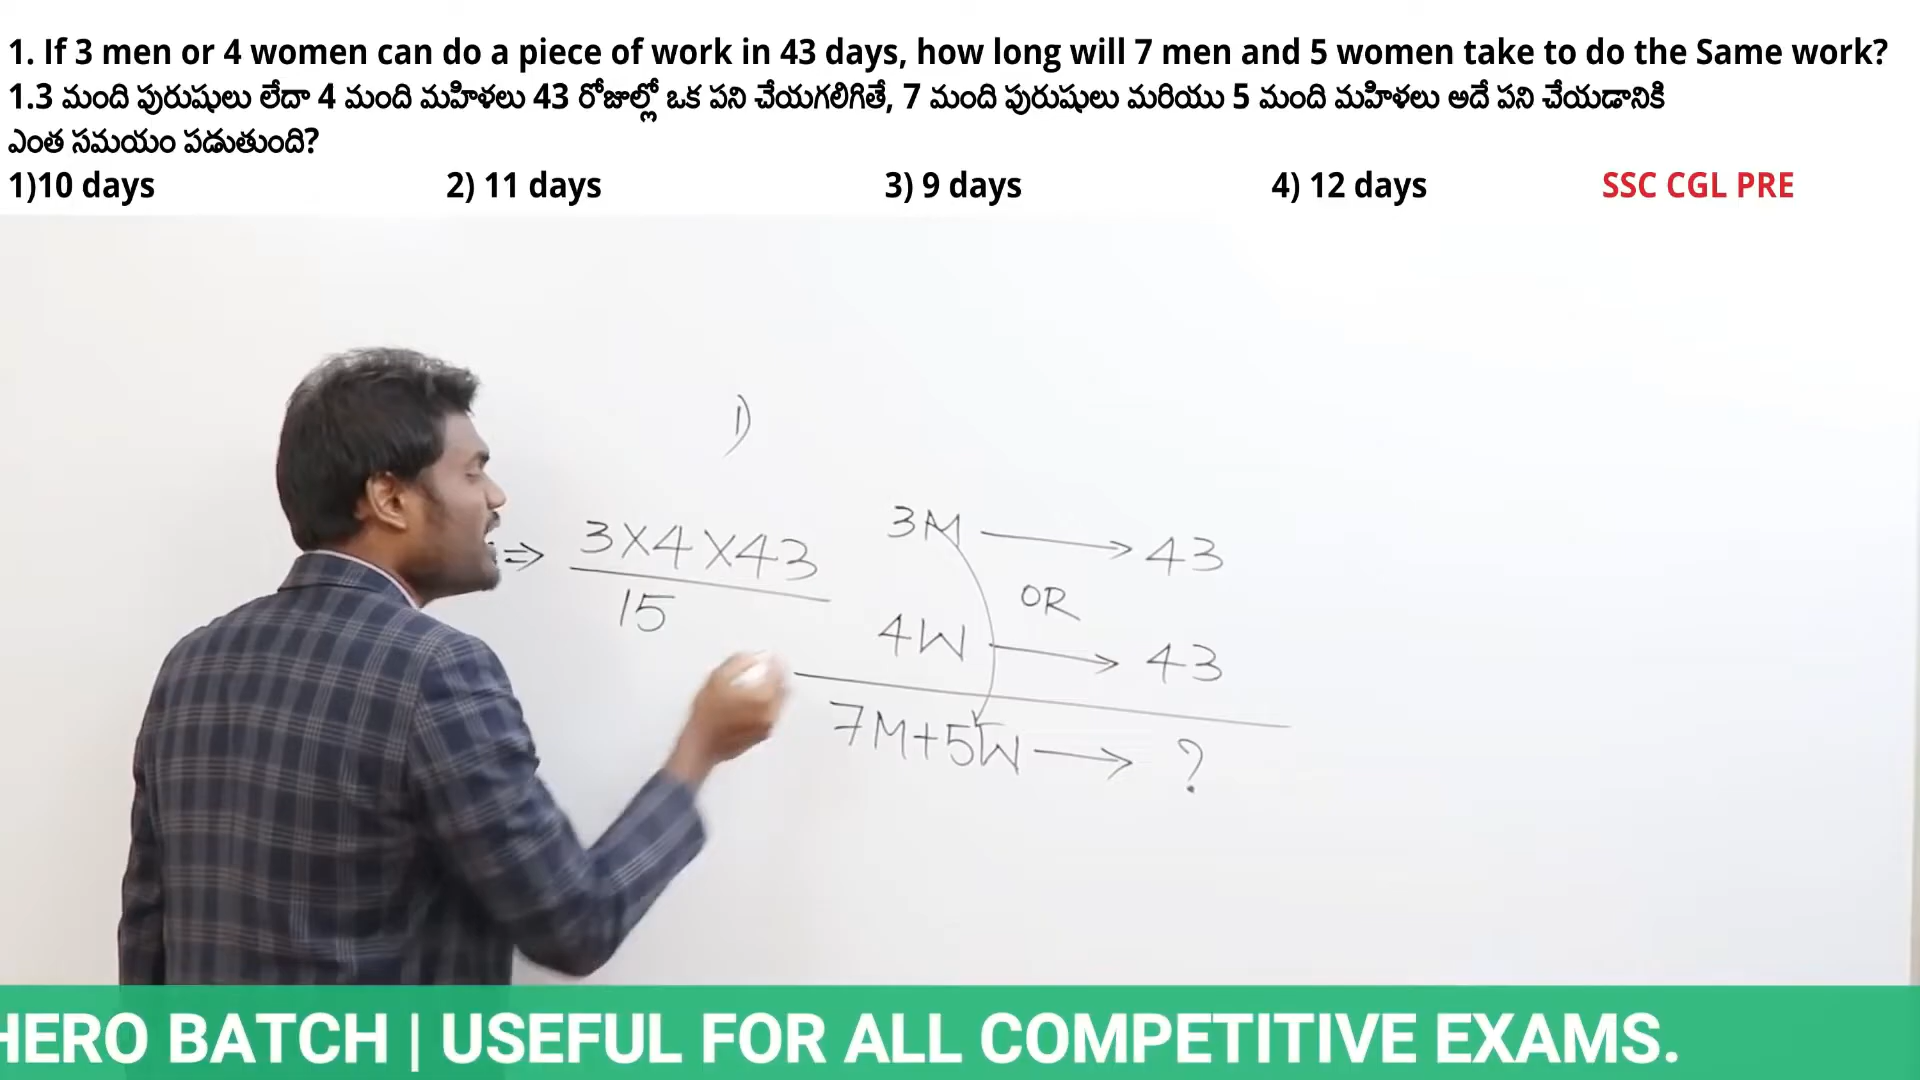 1. If 3 men or 4 women can do a piece of work in 43 days, how long will 7 men and 5 women take to do the Same work?
1.3 మంది పురుషులు లేదా 4 మంది మహిళలు 43 రోజుల్లో ఒక పని చేయగలిగితే, 7 మంది పురుషులు మరియు 5 మంది మహిళలు అదే పని చేయడానికి
ఎంత సమయం పడుతుంది?
1)10 days 2) 11 days 3) 9 days 4) 12 days SSC CGL PRE
1)
⇒ 3X4X43
15
3M → 43
OR
4W → 43
7M+5W → ?
HERO BATCH | USEFUL FOR ALL COMPETITIVE EXAMS.